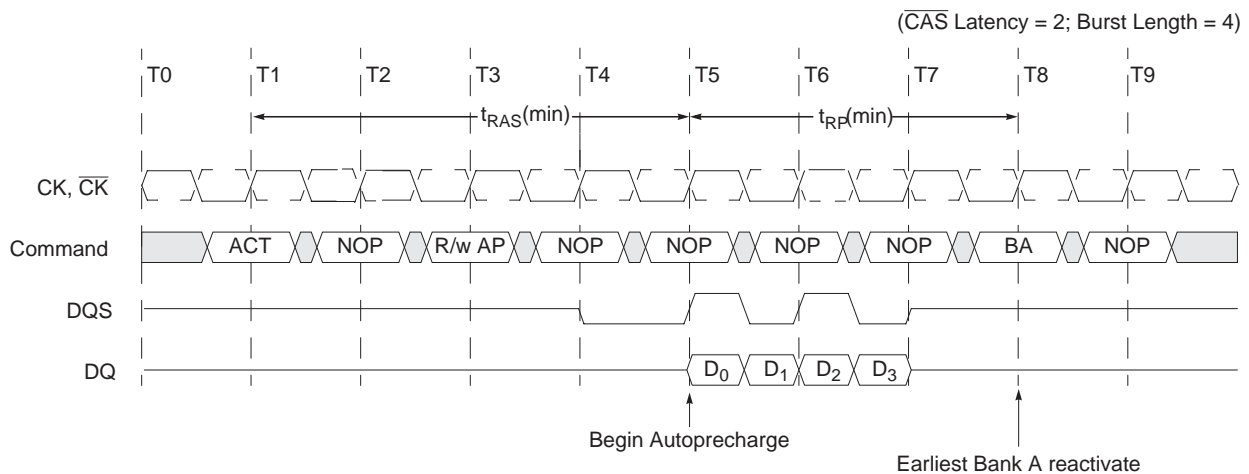 (CAS Latency = 2; Burst Length = 4)
T0 T1 T2 T3 T4 T5 T6 T7 T8 T9
tRAS(min) tRP(min)
CK, CK
Command ACT NOP R/w AP NOP NOP NOP NOP BA NOP
DQS
DQ D0 D1 D2 D3
Begin Autoprecharge
Earliest Bank A reactivate